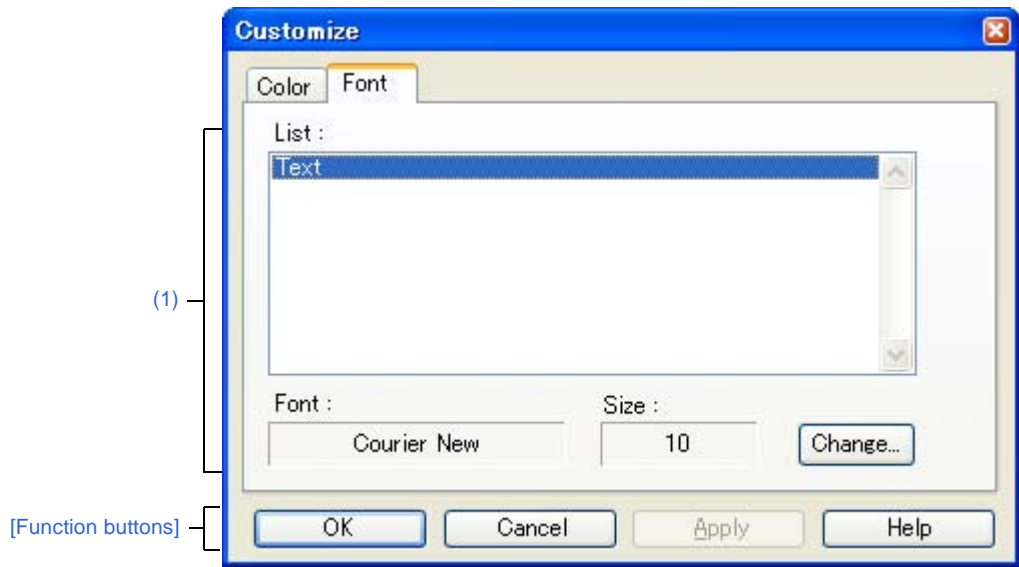 Customize
Color Font
List :
Text
(1)
Font : Size :
Courier New 10 Change...
[Function buttons] OK Cancel Apply Help